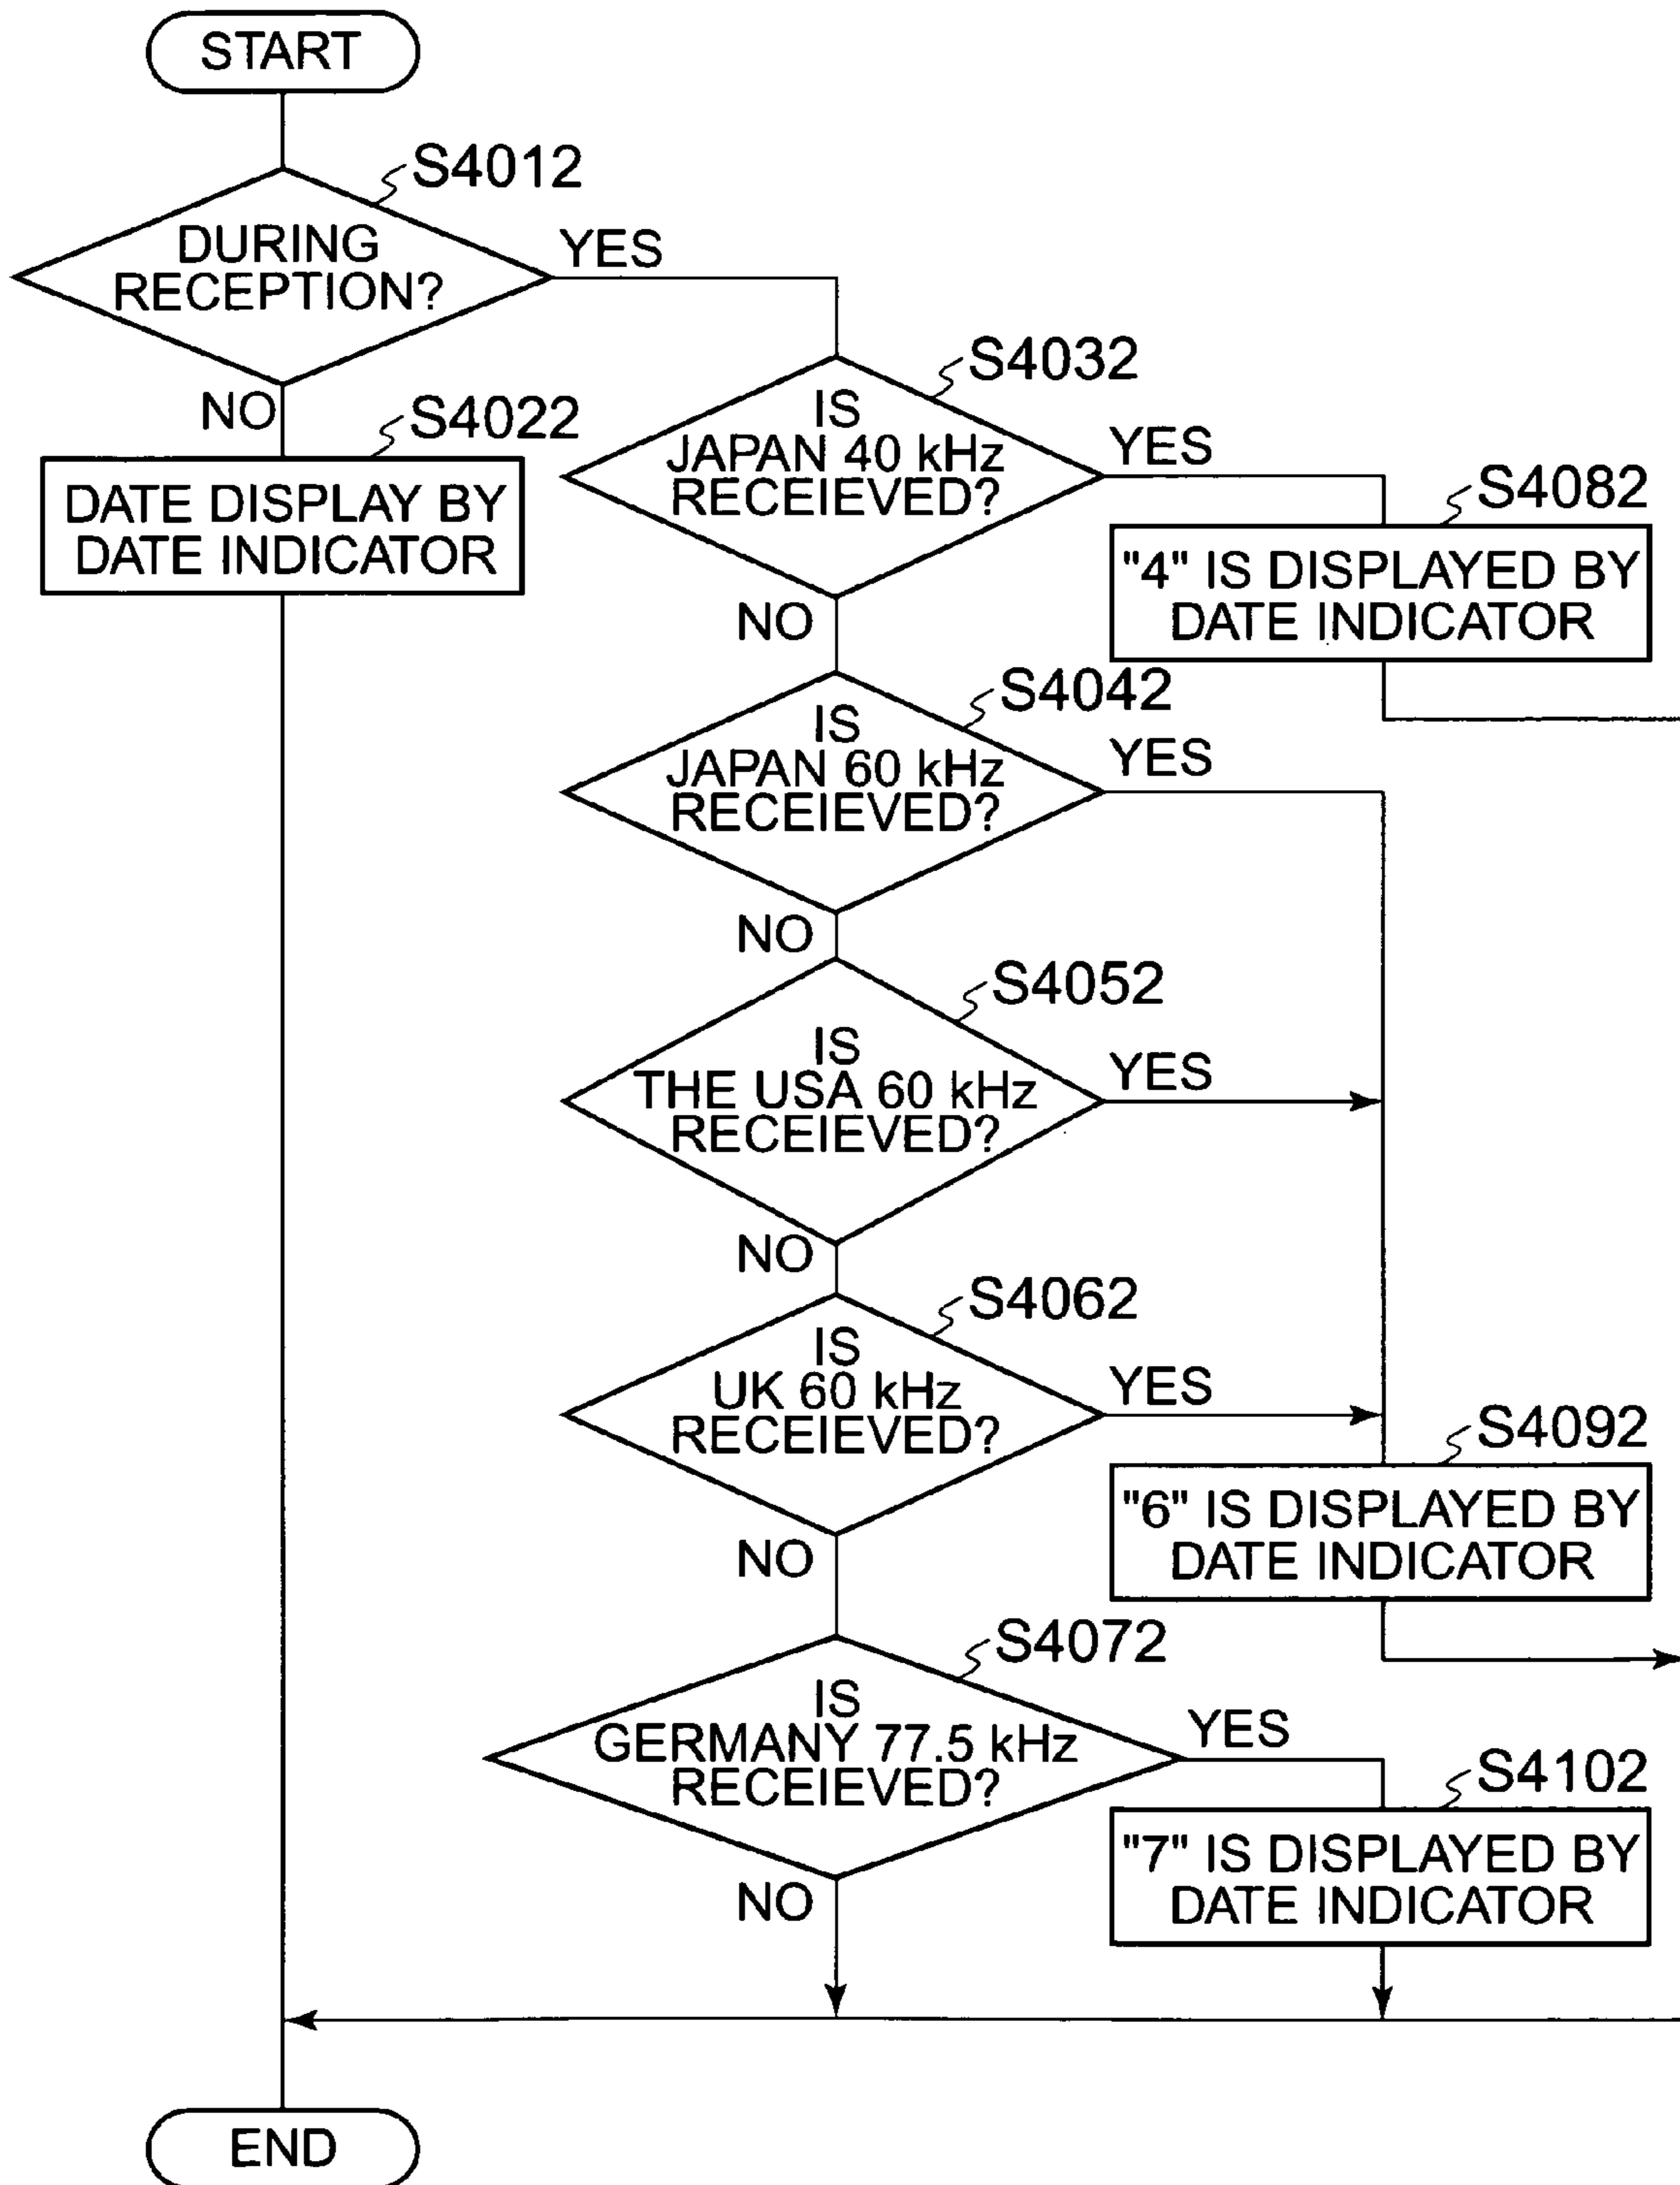 START
S4012
DURING
RECEPTION?
YES
NO
S4022
DATE DISPLAY BY
DATE INDICATOR
S4032
IS
JAPAN 40 kHz
RECEIEVED?
YES
NO
S4082
"4" IS DISPLAYED BY
DATE INDICATOR
S4042
IS
JAPAN 60 kHz
RECEIEVED?
YES
NO
S4052
IS
THE USA 60 kHz
RECEIEVED?
YES
NO
S4062
IS
UK 60 kHz
RECEIEVED?
YES
NO
S4092
"6" IS DISPLAYED BY
DATE INDICATOR
S4072
IS
GERMANY 77.5 kHz
RECEIEVED?
YES
NO
S4102
"7" IS DISPLAYED BY
DATE INDICATOR
END